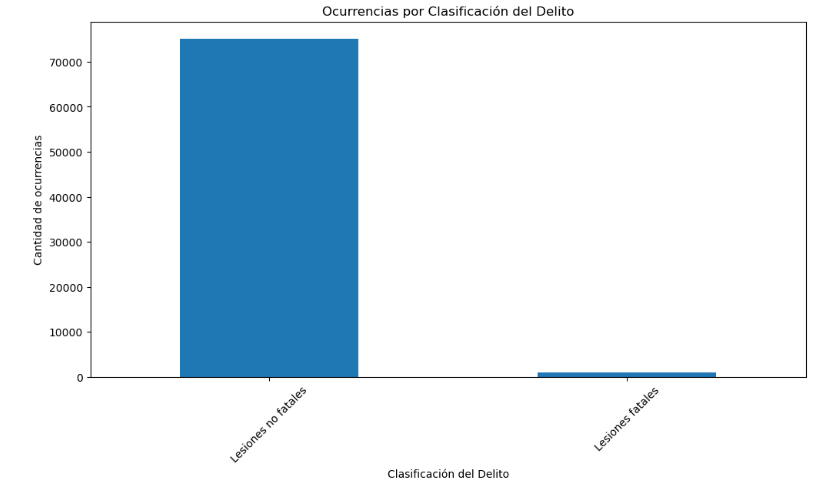 Ocurrencias por Clasificación del Delito
Cantidad de ocurrencias
70000
60000
50000
40000
30000
20000
10000
0
Lesiones no fatales
Lesiones fatales
Clasificación del Delito